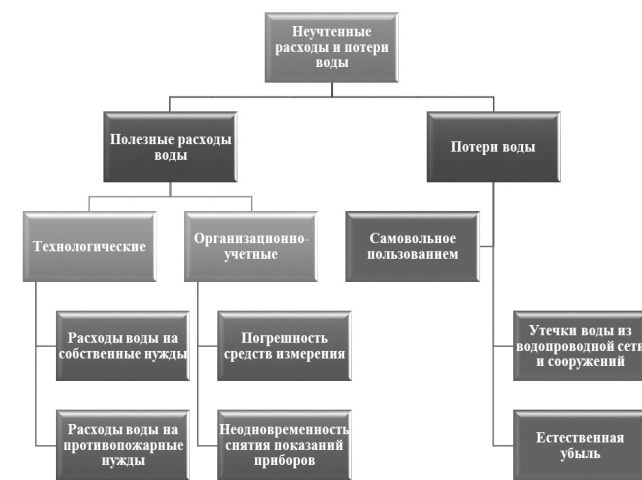 Неучтенные
расходы и потери
воды
Полезные расходы
воды
Потери воды
Технологические
Организационно-
учетные
Самовольное
пользованием
Расходы воды на
собственные нужды
Погрешность
средств измерения
Утечки воды из
водопроводной сети
и сооружений
Расходы воды на
противопожарные
нужды
Неодновременность
снятия показаний
приборов
Естественная
убыль